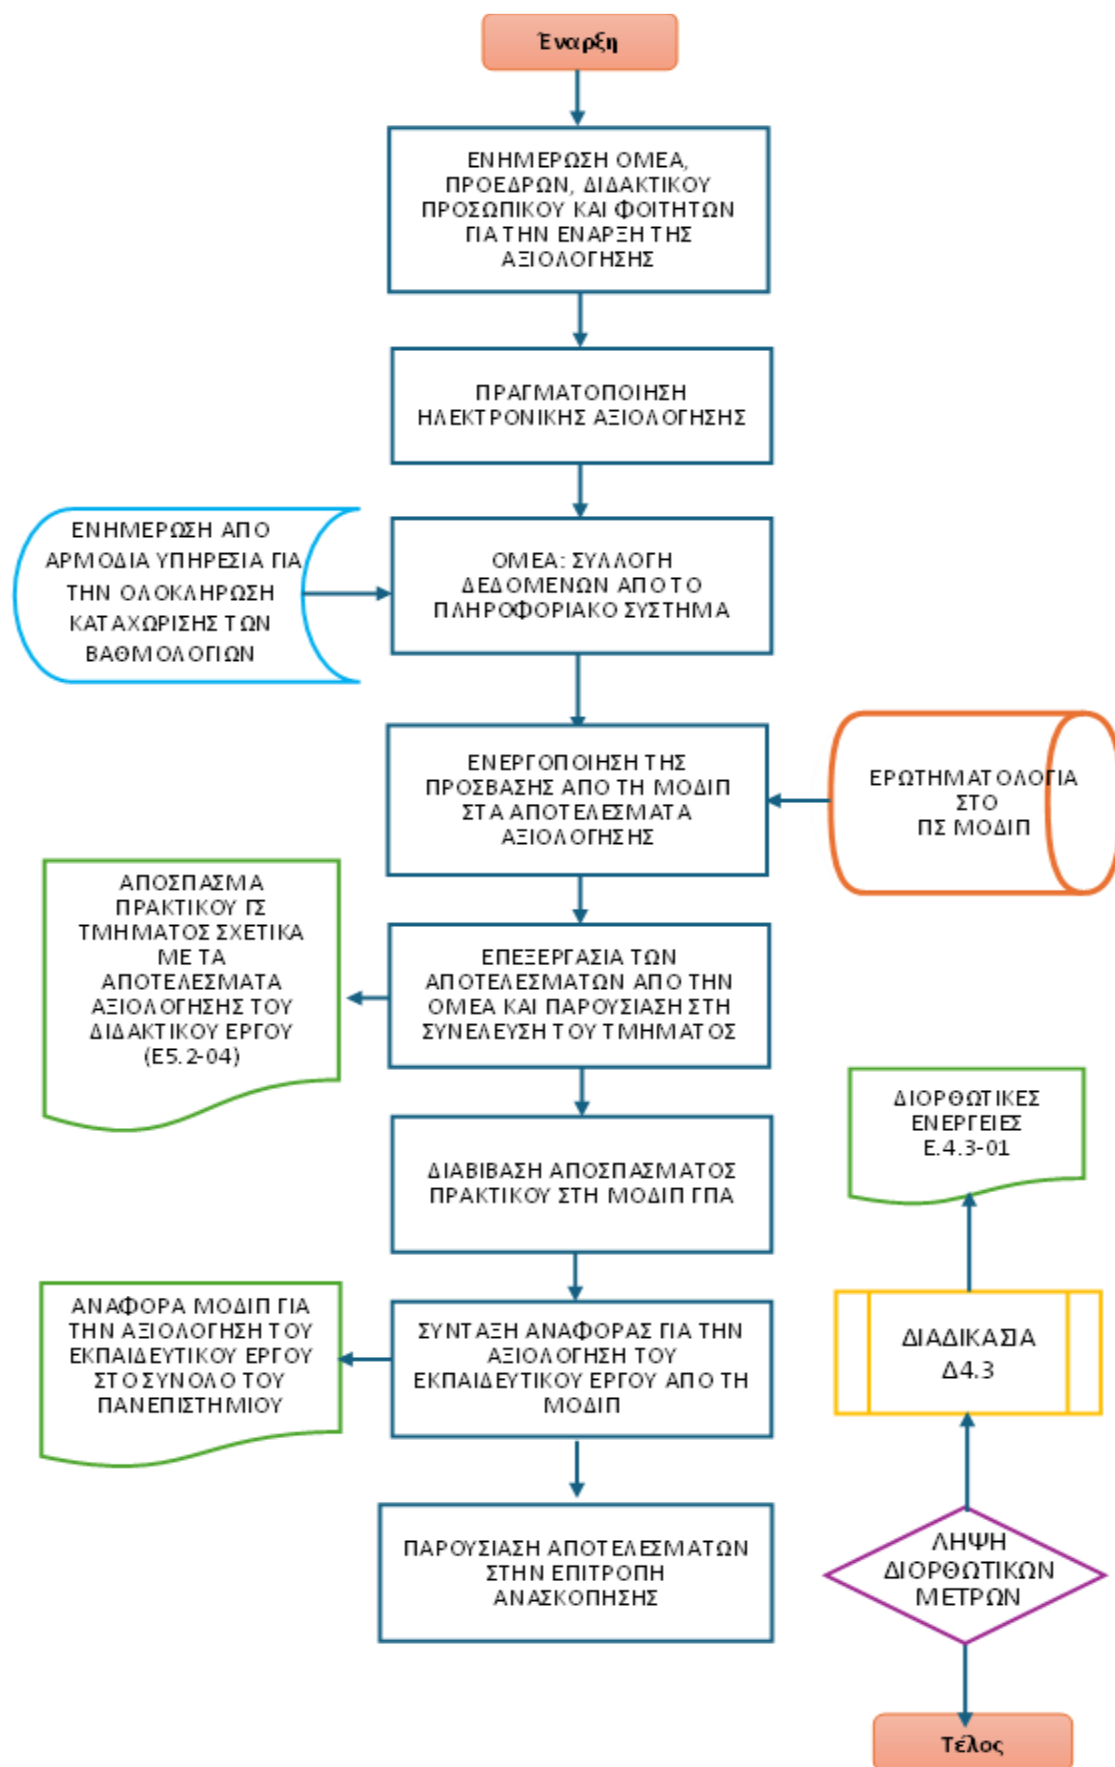 Έναρξη
ΕΝΗΜΕΡΩΣΗ ΟΜΕΑ,
ΠΡΟΕΔΡΩΝ, ΔΙΔΑΚΤΙΚΟΥ
ΠΡΟΣΩΠΙΚΟΥ ΚΑΙ ΦΟΙΤΗΤΩΝ
ΓΙΑ ΤΗΝ ΕΝΑΡΞΗ ΤΗΣ
ΑΞΙΟΛΟΓΗΣΗΣ
ΠΡΑΓΜΑΤΟΠΟΙΗΣΗ
ΗΛΕΚΤΡΟΝΙΚΗΣ ΑΞΙΟΛΟΓΗΣΗΣ
ΕΝΗΜΕΡΩΣΗ ΑΠΟ
ΑΡΜΟΔΙΑ ΥΠΗΡΕΣΙΑ ΓΙΑ
ΤΗΝ ΟΛΟΚΛΗΡΩΣΗ
ΚΑΤΑΧΩΡΙΣΗΣ ΤΩΝ
ΒΑΘΜΟΛΟΓΙΩΝ
ΟΜΕΑ: ΣΥΛΛΟΓΗ
ΔΕΔΟΜΕΝΩΝ ΑΠΟ ΤΟ
ΠΛΗΡΟΦΟΡΙΑΚΟ ΣΥΣΤΗΜΑ
ΕΝΕΡΓΟΠΟΙΗΣΗ ΤΗΣ
ΠΡΟΣΒΑΣΗΣ ΑΠΟ ΤΗ ΜΟΔΙΠ
ΣΤΑ ΑΠΟΤΕΛΕΣΜΑΤΑ
ΑΞΙΟΛΟΓΗΣΗΣ
ΕΡΩΤΗΜΑΤΟΛΟΓΙΑ
ΣΤΟ
ΠΣ ΜΟΔΙΠ
ΑΠΟΣΠΑΣΜΑ
ΠΡΑΚΤΙΚΟΥ ΓΣ
ΤΜΗΜΑΤΟΣ ΣΧΕΤΙΚΑ
ΜΕ ΤΑ
ΑΠΟΤΕΛΕΣΜΑΤΑ
ΑΞΙΟΛΟΓΗΣΗΣ ΤΟΥ
ΔΙΔΑΚΤΙΚΟΥ ΕΡΓΟΥ
(Ε5.2-04)
ΕΠΕΞΕΡΓΑΣΙΑ ΤΩΝ
ΑΠΟΤΕΛΕΣΜΑΤΩΝ ΑΠΟ ΤΗΝ
ΟΜΕΑ ΚΑΙ ΠΑΡΟΥΣΙΑΣΗ ΣΤΗ
ΣΥΝΕΛΕΥΣΗ ΤΟΥ ΤΜΗΜΑΤΟΣ
ΔΙΑΒΙΒΑΣΗ ΑΠΟΣΠΑΣΜΑΤΟΣ
ΠΡΑΚΤΙΚΟΥ ΣΤΗ ΜΟΔΙΠ ΓΠΑ
ΔΙΟΡΘΩΤΙΚΕΣ
ΕΝΕΡΓΕΙΕΣ
Ε.4.3-01
ΑΝΑΦΟΡΑ ΜΟΔΙΠ ΓΙΑ
ΤΗΝ ΑΞΙΟΛΟΓΗΣΗ ΤΟΥ
ΕΚΠΑΙΔΕΥΤΙΚΟΥ ΕΡΓΟΥ
ΣΤΟ ΣΥΝΟΛΟ ΤΟΥ
ΠΑΝΕΠΙΣΤΗΜΙΟΥ
ΣΥΝΤΑΞΗ ΑΝΑΦΟΡΑΣ ΓΙΑ ΤΗΝ
ΑΞΙΟΛΟΓΗΣΗ ΤΟΥ
ΕΚΠΑΙΔΕΥΤΙΚΟΥ ΕΡΓΟΥ ΑΠΟ ΤΗ
ΜΟΔΙΠ
ΔΙΑΔΙΚΑΣΙΑ
Δ4.3
ΠΑΡΟΥΣΙΑΣΗ ΑΠΟΤΕΛΕΣΜΑΤΩΝ
ΣΤΗΝ ΕΠΙΤΡΟΠΗ
ΑΝΑΣΚΟΠΗΣΗΣ
ΛΗΨΗ
ΔΙΟΡΘΩΤΙΚΩΝ
ΜΕΤΡΩΝ
Τέλος